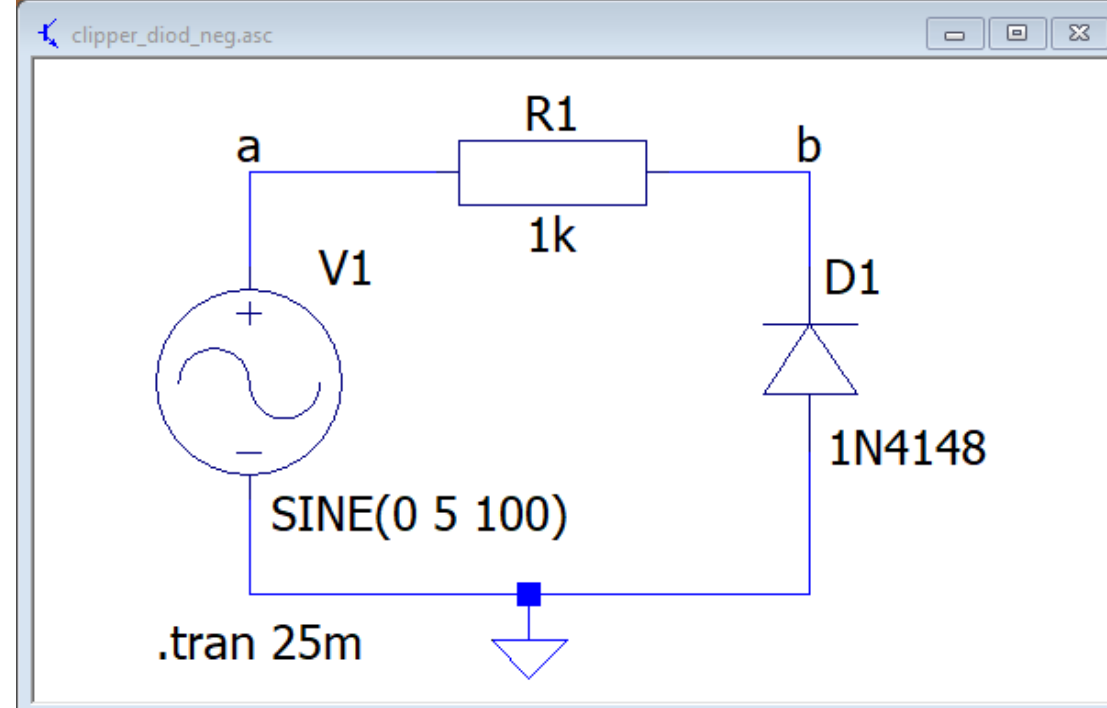 clipper_diod_neg.asc
R1
a
b
1k
V1
D1
+
1N4148
−
SINE(0 5 100)
.tran 25m